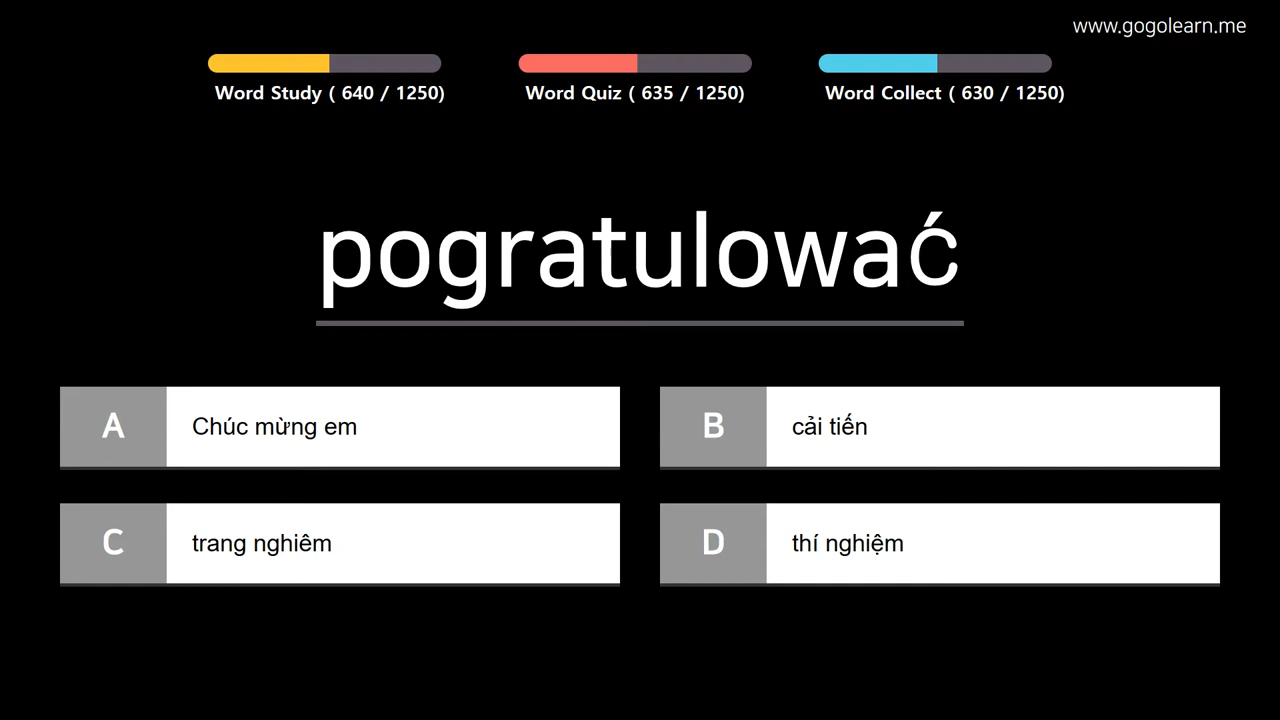 www.gogolearn.me
Word Study ( 640 / 1250)
Word Quiz ( 635 / 1250)
Word Collect ( 630 / 1250)
pogratulować
A
Chúc mừng em
B
cải tiến
C
trang nghiêm
D
thí nghiệm